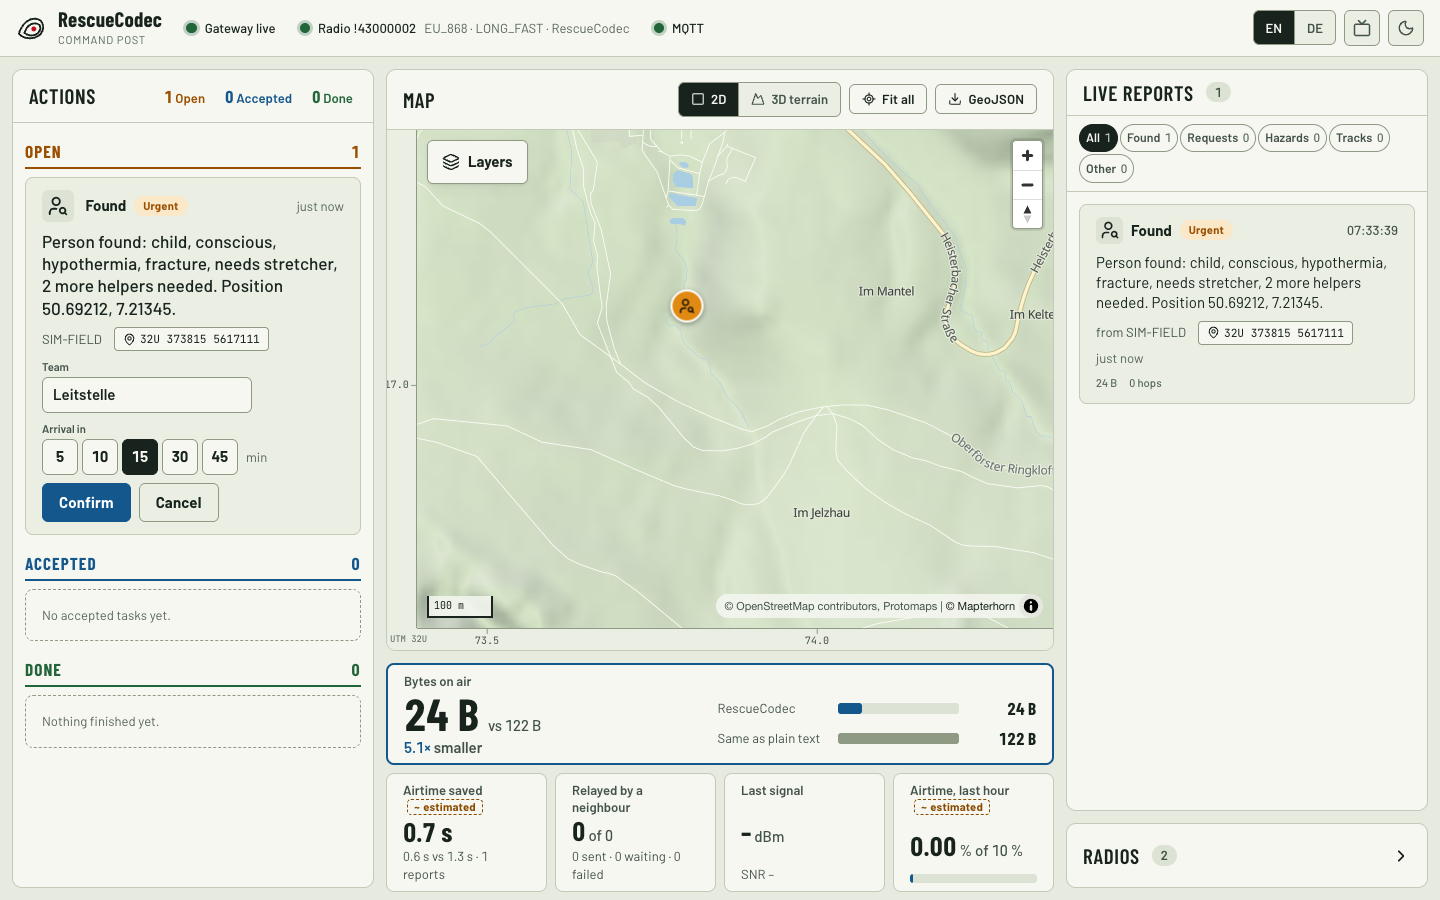 RescueCodec
COMMAND POST
Gateway live
Radio !43000002 EU_868 · LONG_FAST · RescueCodec
MQTT
EN
DE
ACTIONS
1 Open
0 Accepted
0 Done
OPEN 1
Found Urgent just now
Person found: child, conscious,
hypothermia, fracture, needs stretcher,
2 more helpers needed. Position
50.69212, 7.21345.
SIM-FIELD 32U 373815 5617111
Team
Leitstelle
Arrival in
5 10 15 30 45 min
Confirm Cancel
ACCEPTED 0
No accepted tasks yet.
DONE 0
Nothing finished yet.
MAP
2D 3D terrain
Fit all
GeoJSON
Layers
Heisterbacher Straße
Im Mantel
Im Kelte
Oberförster Ringklof
Im Jelzhau
17.0
100 m
© OpenStreetMap contributors, Protomaps | © Mapterhorn
UTM 32U 73.5 74.0
Bytes on air
24 B vs 122 B
5.1× smaller
RescueCodec 24 B
Same as plain text 122 B
Airtime saved
~ estimated
0.7 s
0.6 s vs 1.3 s · 1
reports
Relayed by a
neighbour
0 of 0
0 sent · 0 waiting · 0
failed
Last signal
– dBm
SNR –
Airtime, last hour
~ estimated
0.00 % of 10 %
LIVE REPORTS 1
All 1 Found 1 Requests 0 Hazards 0 Tracks 0
Other 0
Found Urgent 07:33:39
Person found: child, conscious, hypothermia,
fracture, needs stretcher, 2 more helpers
needed. Position 50.69212, 7.21345.
from SIM-FIELD 32U 373815 5617111
just now
24 B 0 hops
RADIOS 2